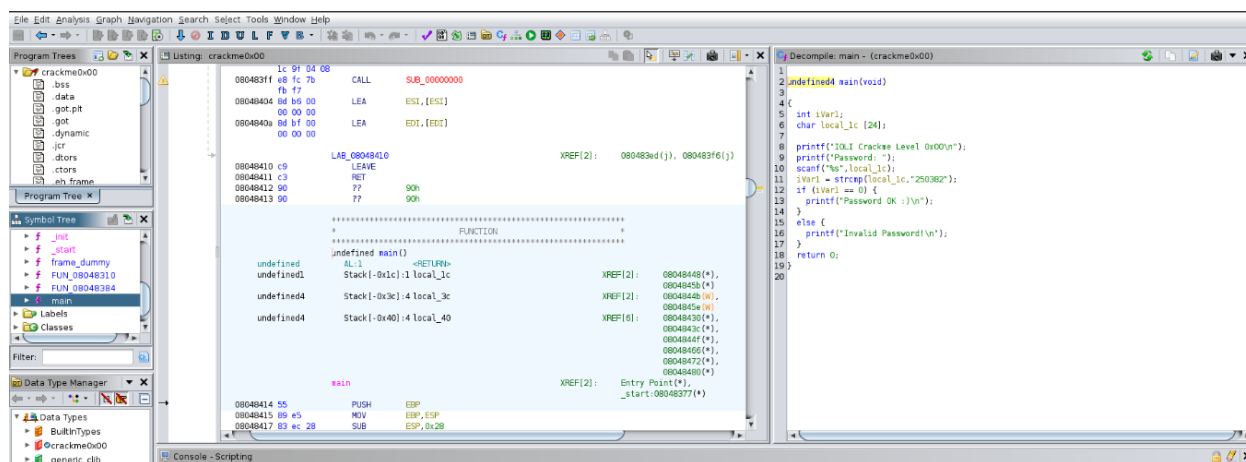 File Edit Analysis Graph Navigation Search Select Tools Window Help
I D U L F V B
Program Trees
crackme0x00
.bss
.data
.got.plt
.got
.dynamic
.jcr
.dtors
.ctors
.eh_frame
Program Tree ×
Symbol Tree
f _init
f _start
f frame_dummy
f FUN_08048310
f FUN_08048384
f main
Labels
Classes
Filter:
Data Type Manager
Data Types
BuiltInTypes
crackme0x00
generic_clib
Listing: crackme0x00
1c 9f 04 08
080483ff e8 fc 7b CALL SUB_00000000
fb f7
08048404 8d b6 00 LEA ESI,[ESI]
00 00 00
0804840a 8d bf 00 LEA EDI,[EDI]
00 00 00
LAB_08048410 XREF[2]: 080483ed(j), 080483f6(j)
08048410 c9 LEAVE
08048411 c3 RET
08048412 90 ?? 90h
08048413 90 ?? 90h
* FUNCTION *
undefined main()
undefined AL:1 <RETURN>
undefined1 Stack[-0x1c]:1 local_1c XREF[2]: 08048448(*),
0804845b(*)
undefined4 Stack[-0x3c]:4 local_3c XREF[2]: 0804844b(W),
0804845e(W)
undefined4 Stack[-0x40]:4 local_40 XREF[6]: 08048430(*),
0804843c(*),
0804844f(*),
08048466(*),
08048472(*),
08048480(*)
main XREF[2]: Entry Point(*),
_start:08048377(*)
08048414 55 PUSH EBP
08048415 89 e5 MOV EBP,ESP
08048417 83 ec 28 SUB ESP,0x28
Console - Scripting
Decompile: main - (crackme0x00)
1
2 undefined4 main(void)
3
4 {
5 int iVar1;
6 char local_1c [24];
7
8 printf("IOLI Crackme Level 0x00\n");
9 printf("Password: ");
10 scanf("%s",local_1c);
11 iVar1 = strcmp(local_1c,"250382");
12 if (iVar1 == 0) {
13 printf("Password OK :)\n");
14 }
15 else {
16 printf("Invalid Password!\n");
17 }
18 return 0;
19 }
20